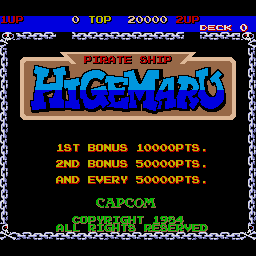 1UP 0 TOP 20000 2UP
DECK 0
PIRATE SHIP
HIGEMARU
1ST BONUS 10000PTS.
2ND BONUS 50000PTS.
AND EVERY 50000PTS.
CAPCOM
COPYRIGHT 1984
ALL RIGHTS RESERVED